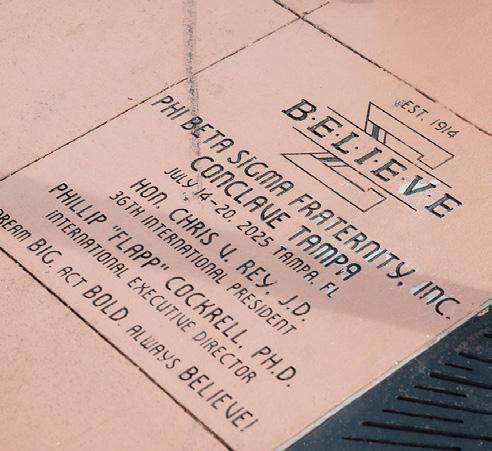 EST. 1914
B·E·L·I·E·V·E
PHI BETA SIGMA FRATERNITY, INC.
CONCLAVE TAMPA
JULY 14-20, 2025 TAMPA, FL
HON. CHRIS V. REY, J.D.
36TH INTERNATIONAL PRESIDENT
PHILLIP "FLAPP" COCKRELL, PH.D.
INTERNATIONAL EXECUTIVE DIRECTOR
DREAM BIG. ACT BOLD. ALWAYS BELIEVE!